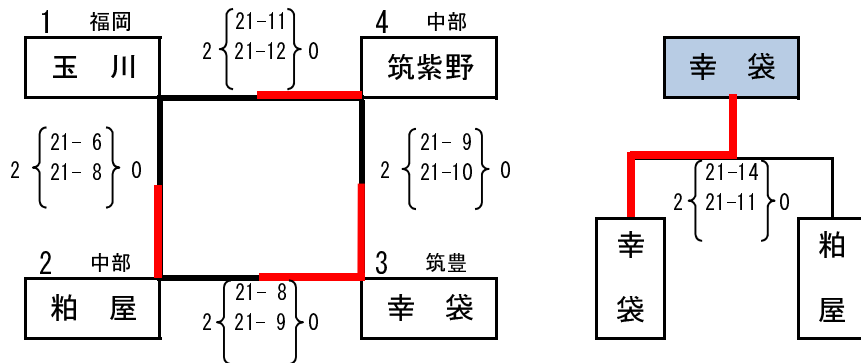 1 福岡
4 中部
玉 川
2 21-11 0
21-12
筑紫野
幸 袋
2 21- 6 0
21- 8
2 21- 9 0
21-10
2 21-14 0
21-11
2 中部
3 筑豊
粕 屋
2 21- 8 0
21- 9
幸 袋
幸袋
粕屋